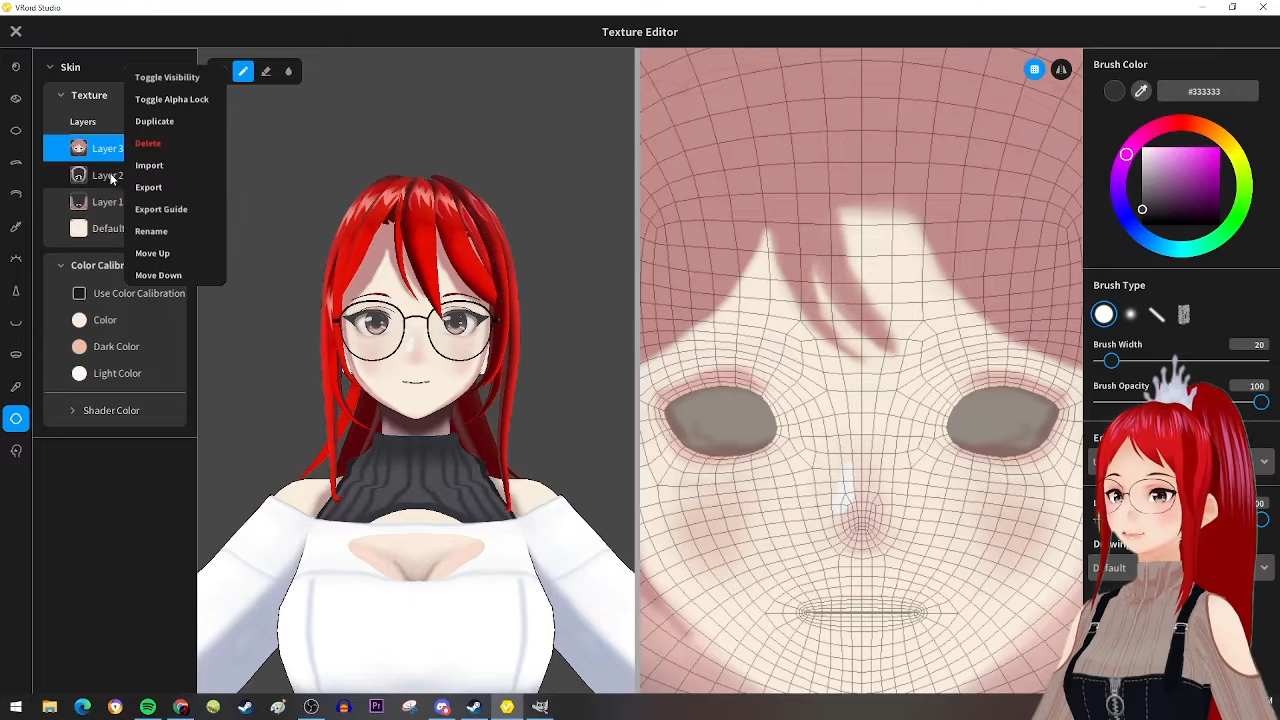 VRoid Studio
Texture Editor
Skin
Texture
Layers
Layer 3
Layer 2
Layer 1
Default
Toggle Visibility
Toggle Alpha Lock
Duplicate
Delete
Import
Export
Export Guide
Rename
Move Up
Move Down
Color Calibr
Use Color Calibration
Color
Dark Color
Light Color
Shader Color
Brush Color
#333333
Brush Type
Brush Width
20
Brush Opacity
100
00
Default
Pr